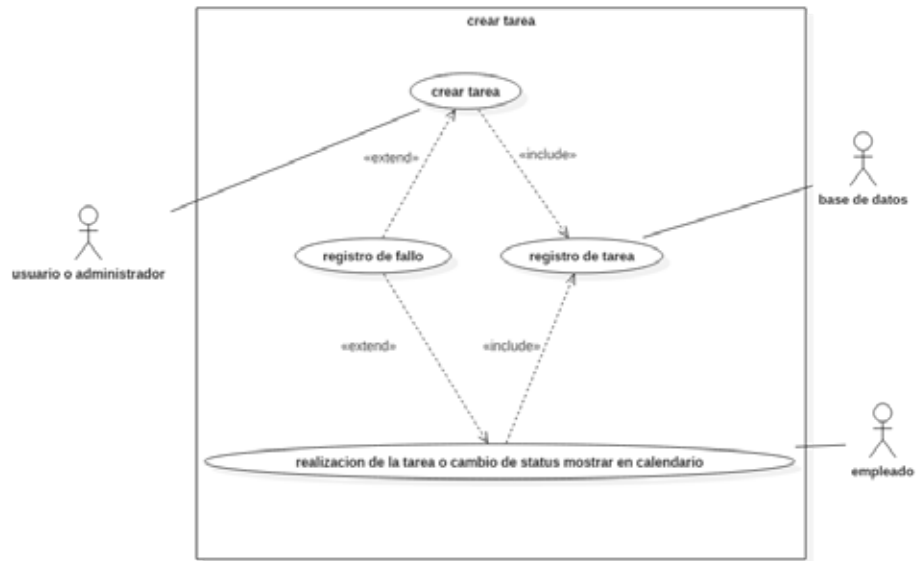 crear tarea
crear tarea
«extend»
«include»
base de datos
usuario o administrador
registro de fallo
registro de tarea
«extend»
«include»
realizacion de la tarea o cambio de status mostrar en calendario
empleado